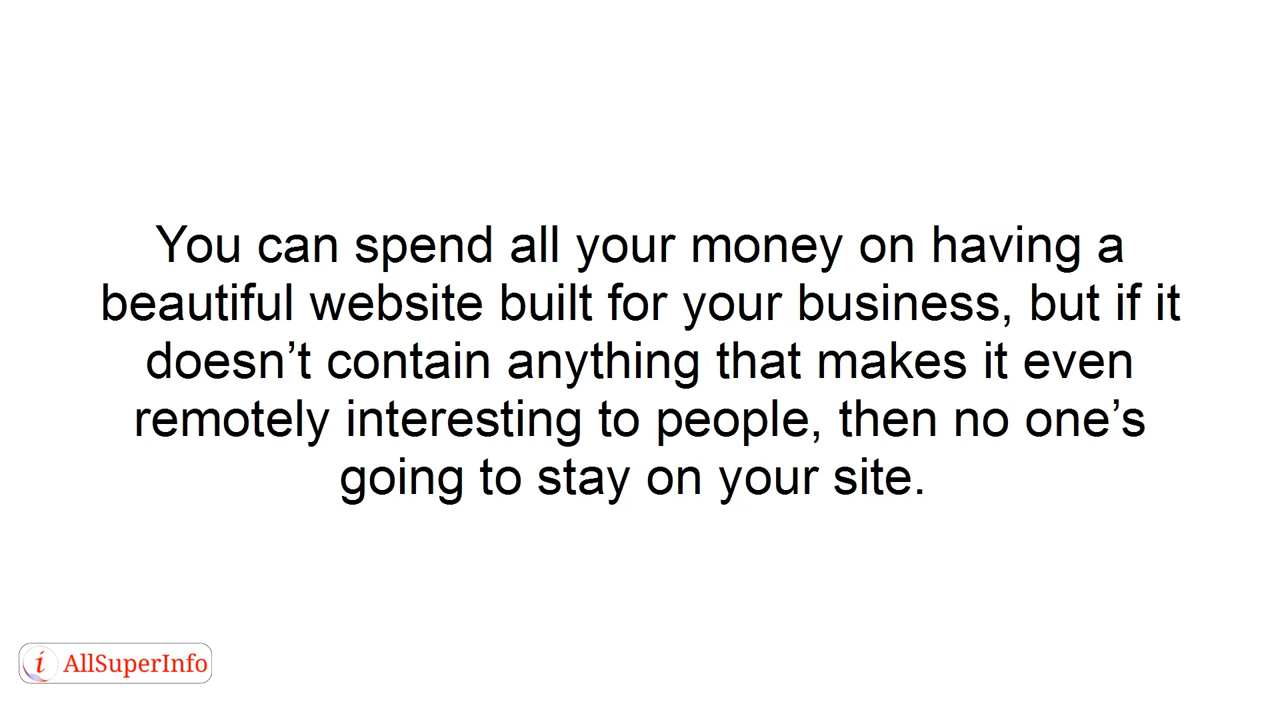 You can spend all your money on having a
beautiful website built for your business, but if it
doesn’t contain anything that makes it even
remotely interesting to people, then no one’s
going to stay on your site.
i AllSuperInfo